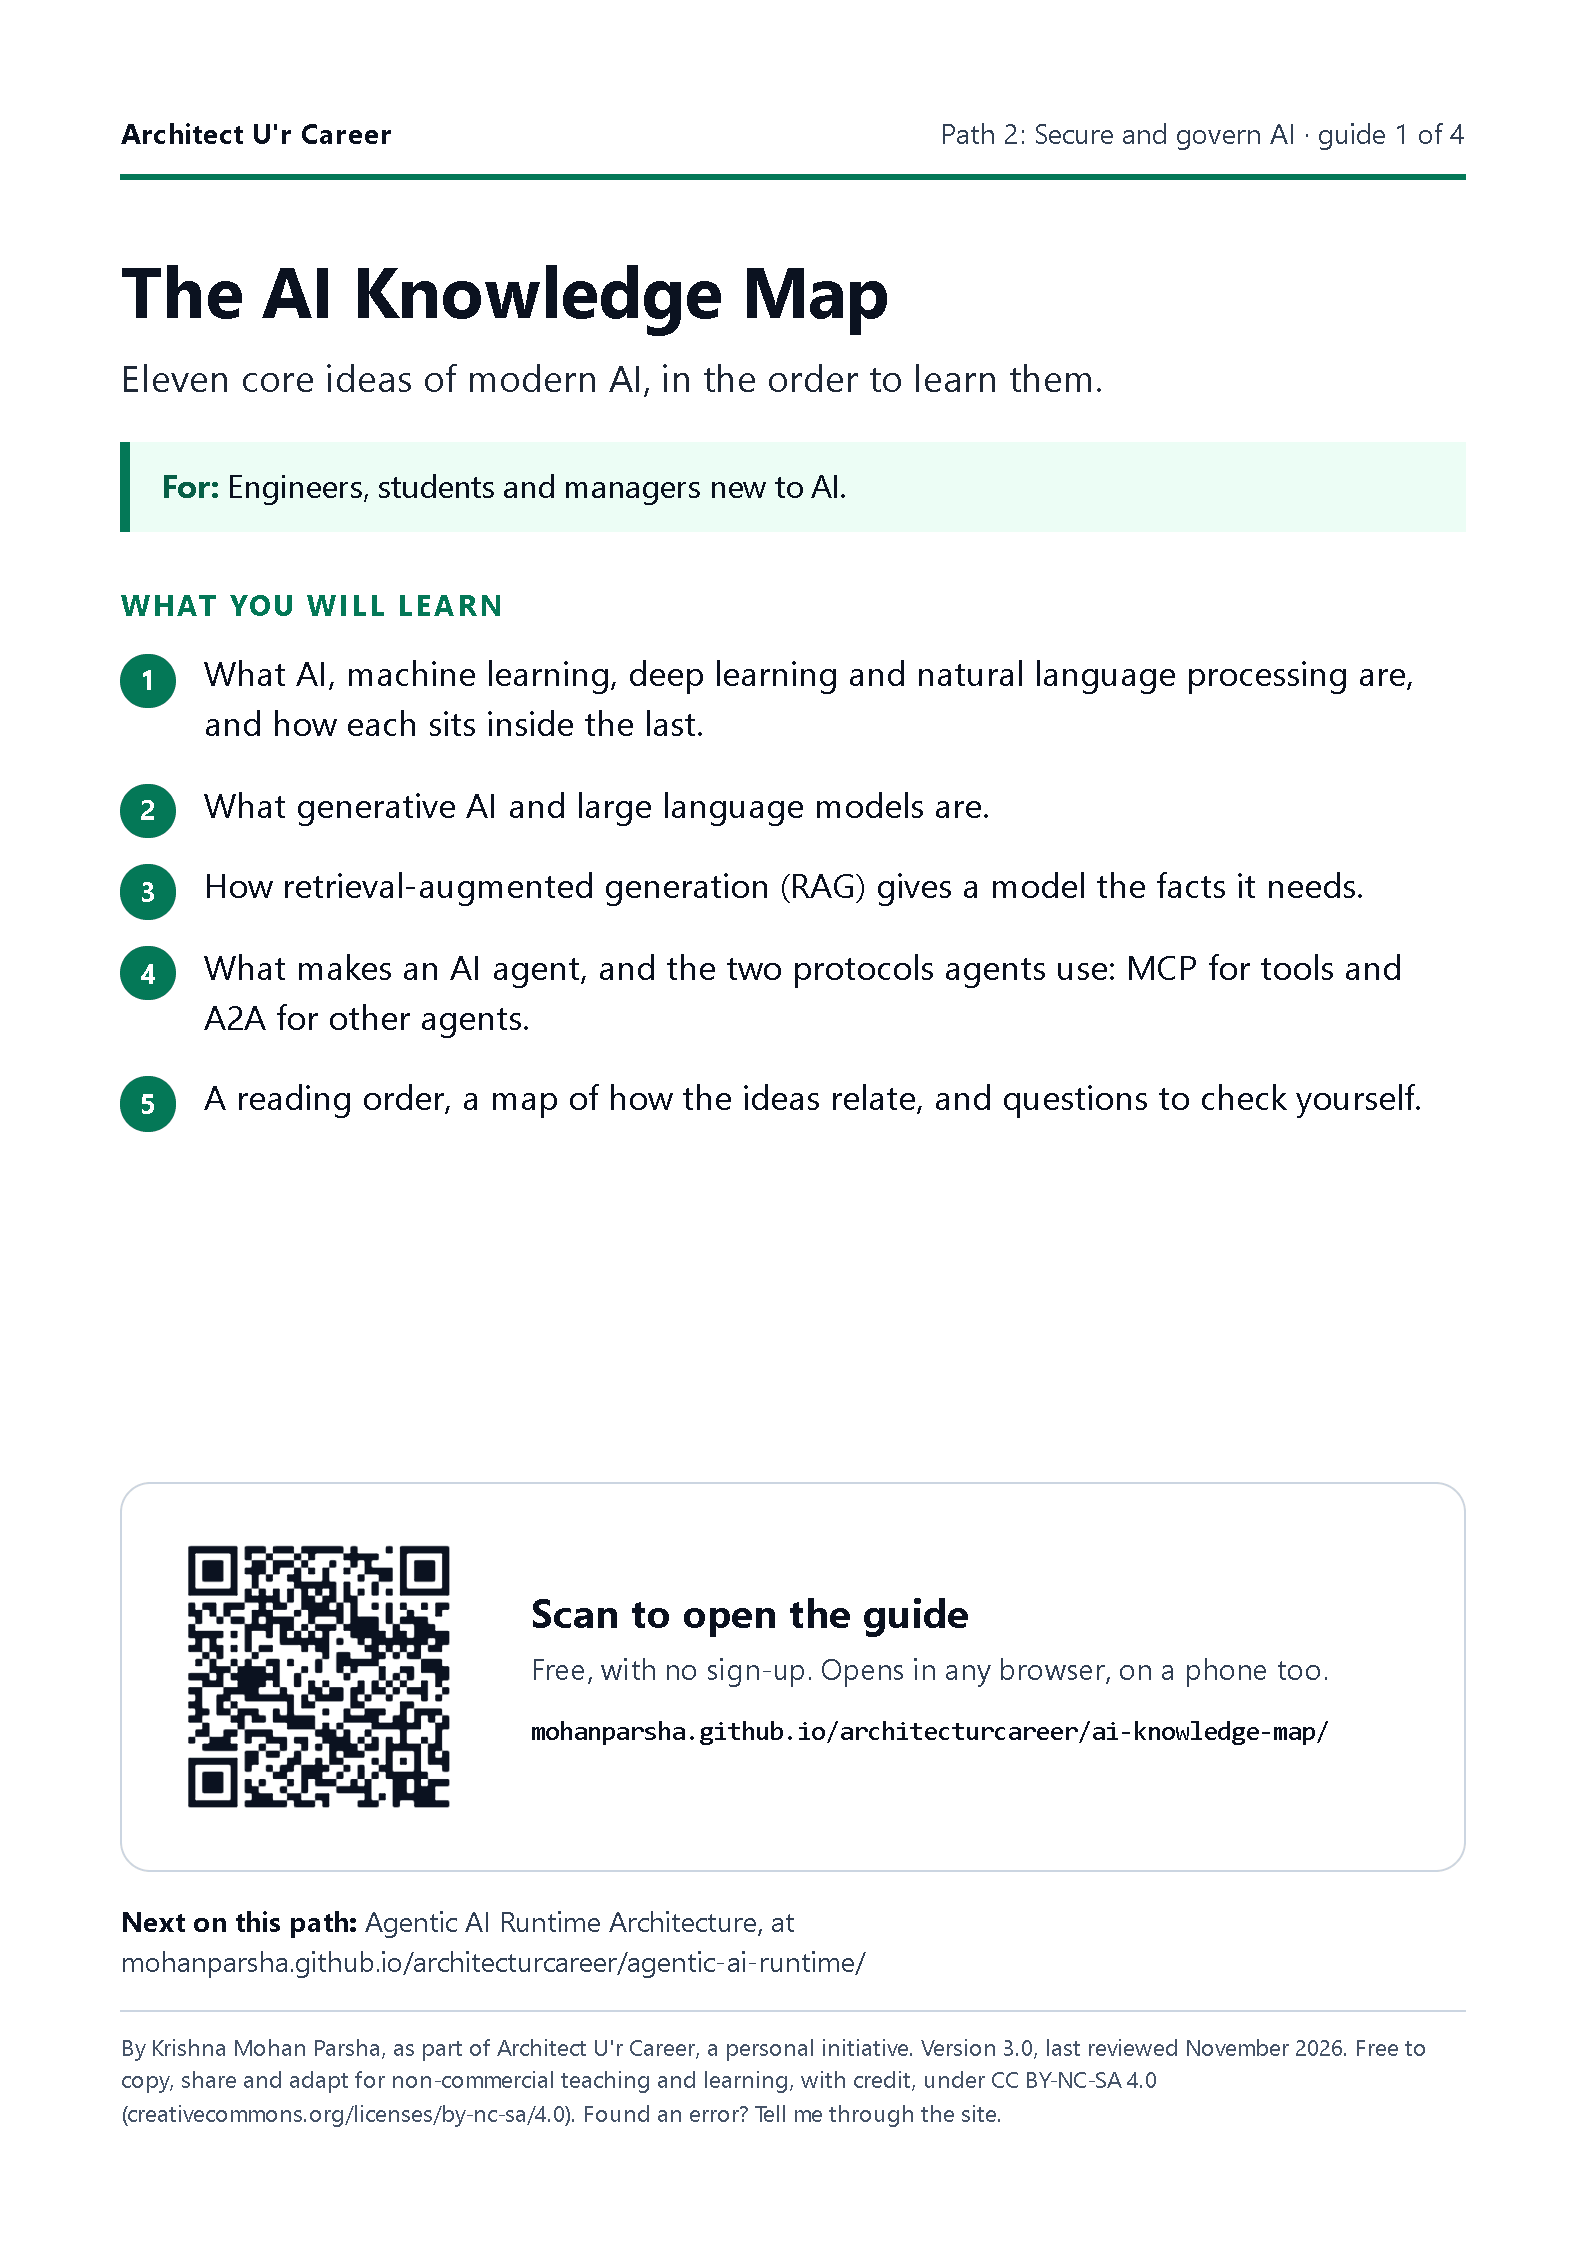 Architect U'r Career
Path 2: Secure and govern AI · guide 1 of 4
The AI Knowledge Map
Eleven core ideas of modern AI, in the order to learn them.
For: Engineers, students and managers new to AI.
WHAT YOU WILL LEARN
1 What AI, machine learning, deep learning and natural language processing are,
and how each sits inside the last.
2 What generative AI and large language models are.
3 How retrieval-augmented generation (RAG) gives a model the facts it needs.
4 What makes an AI agent, and the two protocols agents use: MCP for tools and
A2A for other agents.
5 A reading order, a map of how the ideas relate, and questions to check yourself.
Scan to open the guide
Free, with no sign-up. Opens in any browser, on a phone too.
mohanparsha.github.io/architecturcareer/ai-knowledge-map/
Next on this path: Agentic AI Runtime Architecture, at
mohanparsha.github.io/architecturcareer/agentic-ai-runtime/
By Krishna Mohan Parsha, as part of Architect U'r Career, a personal initiative. Version 3.0, last reviewed November 2026. Free to
copy, share and adapt for non-commercial teaching and learning, with credit, under CC BY-NC-SA 4.0
(creativecommons.org/licenses/by-nc-sa/4.0). Found an error? Tell me through the site.